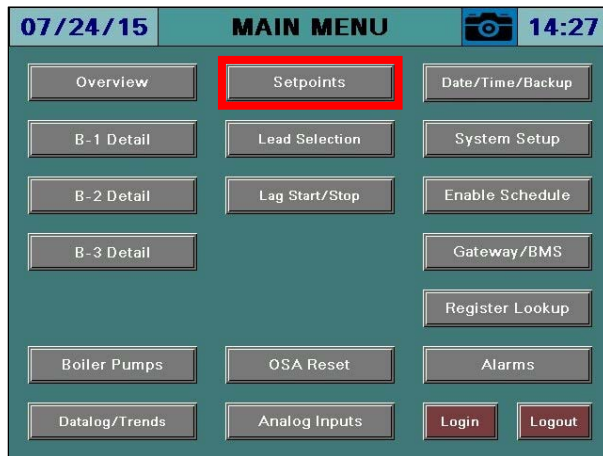 07/24/15 MAIN MENU 14:27
Overview Setpoints Date/Time/Backup
B-1 Detail Lead Selection System Setup
B-2 Detail Lag Start/Stop Enable Schedule
B-3 Detail Gateway/BMS
Register Lookup
Boiler Pumps OSA Reset Alarms
Datalog/Trends Analog Inputs Login Logout